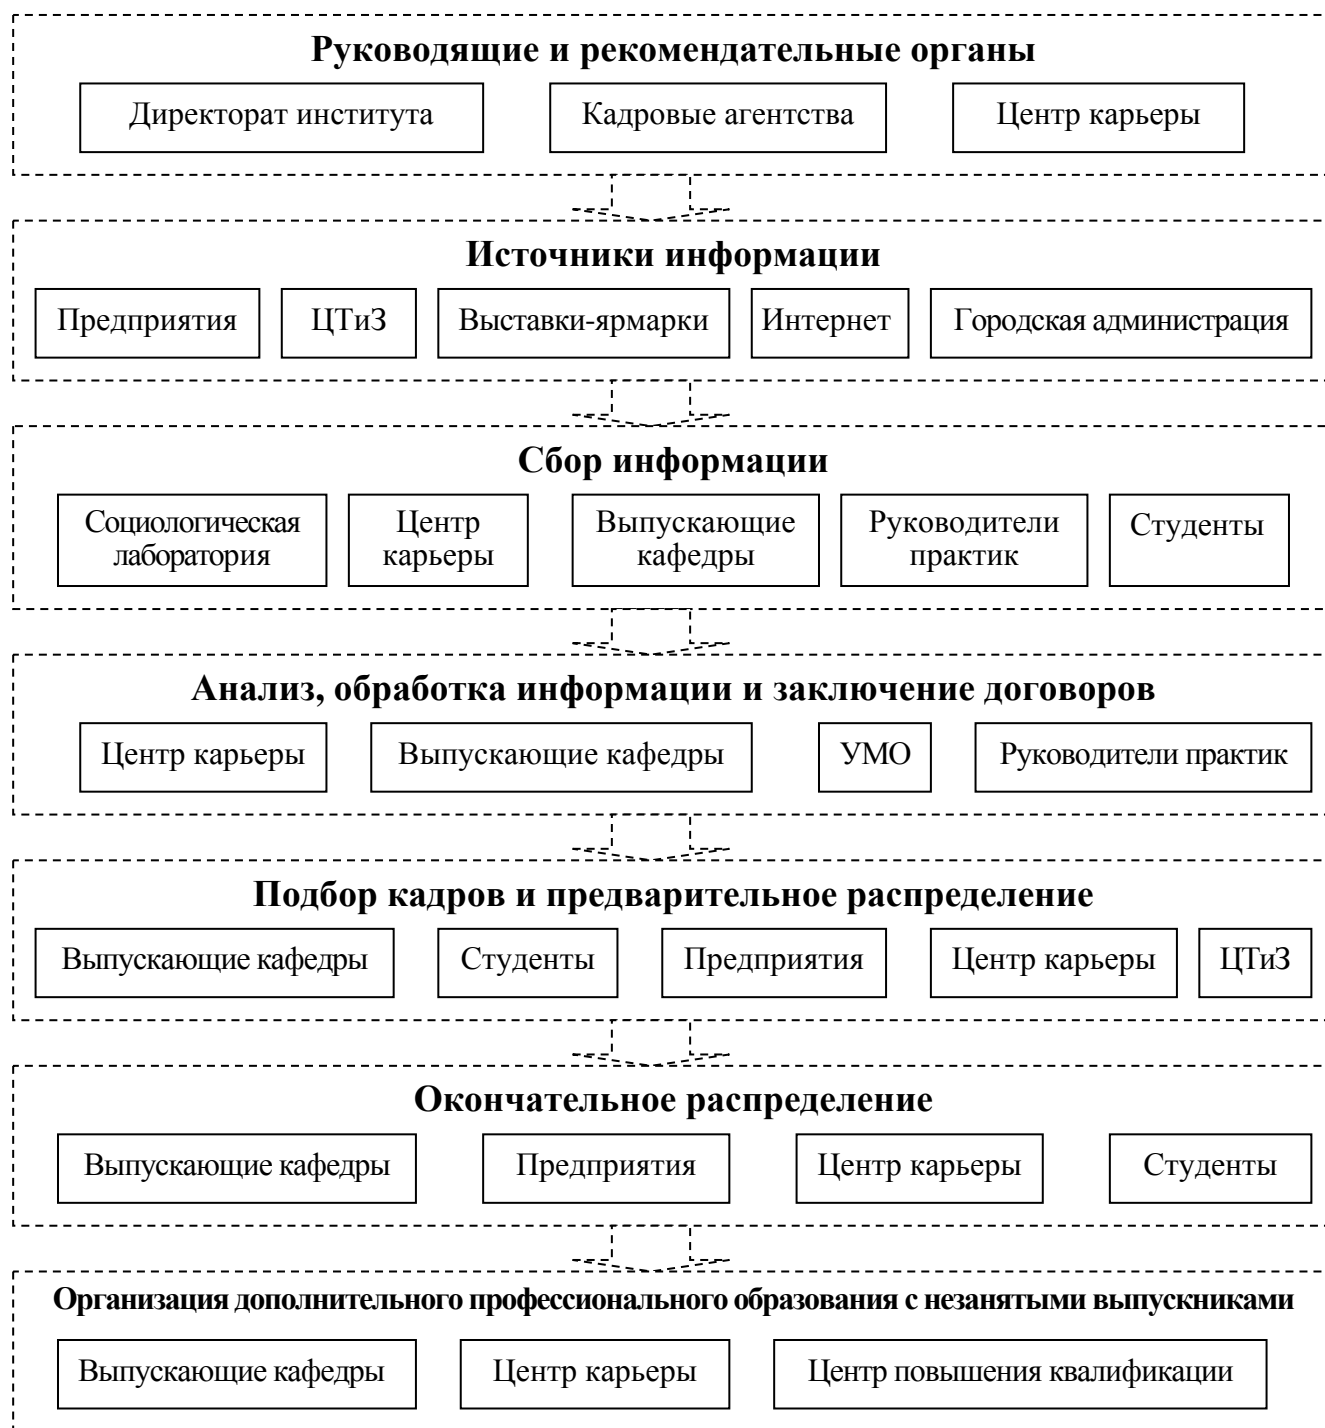 Руководящие и рекомендательные органы
Директорат института
Кадровые агентства
Центр карьеры
Источники информации
Предприятия
ЦТиЗ
Выставки-ярмарки
Интернет
Городская администрация
Сбор информации
Социологическая
лаборатория
Центр
карьеры
Выпускающие
кафедры
Руководители
практик
Студенты
Анализ, обработка информации и заключение договоров
Центр карьеры
Выпускающие кафедры
УМО
Руководители практик
Подбор кадров и предварительное распределение
Выпускающие кафедры
Студенты
Предприятия
Центр карьеры
ЦТиЗ
Окончательное распределение
Выпускающие кафедры
Предприятия
Центр карьеры
Студенты
Организация дополнительного профессионального образования с незанятыми выпускниками
Выпускающие кафедры
Центр карьеры
Центр повышения квалификации